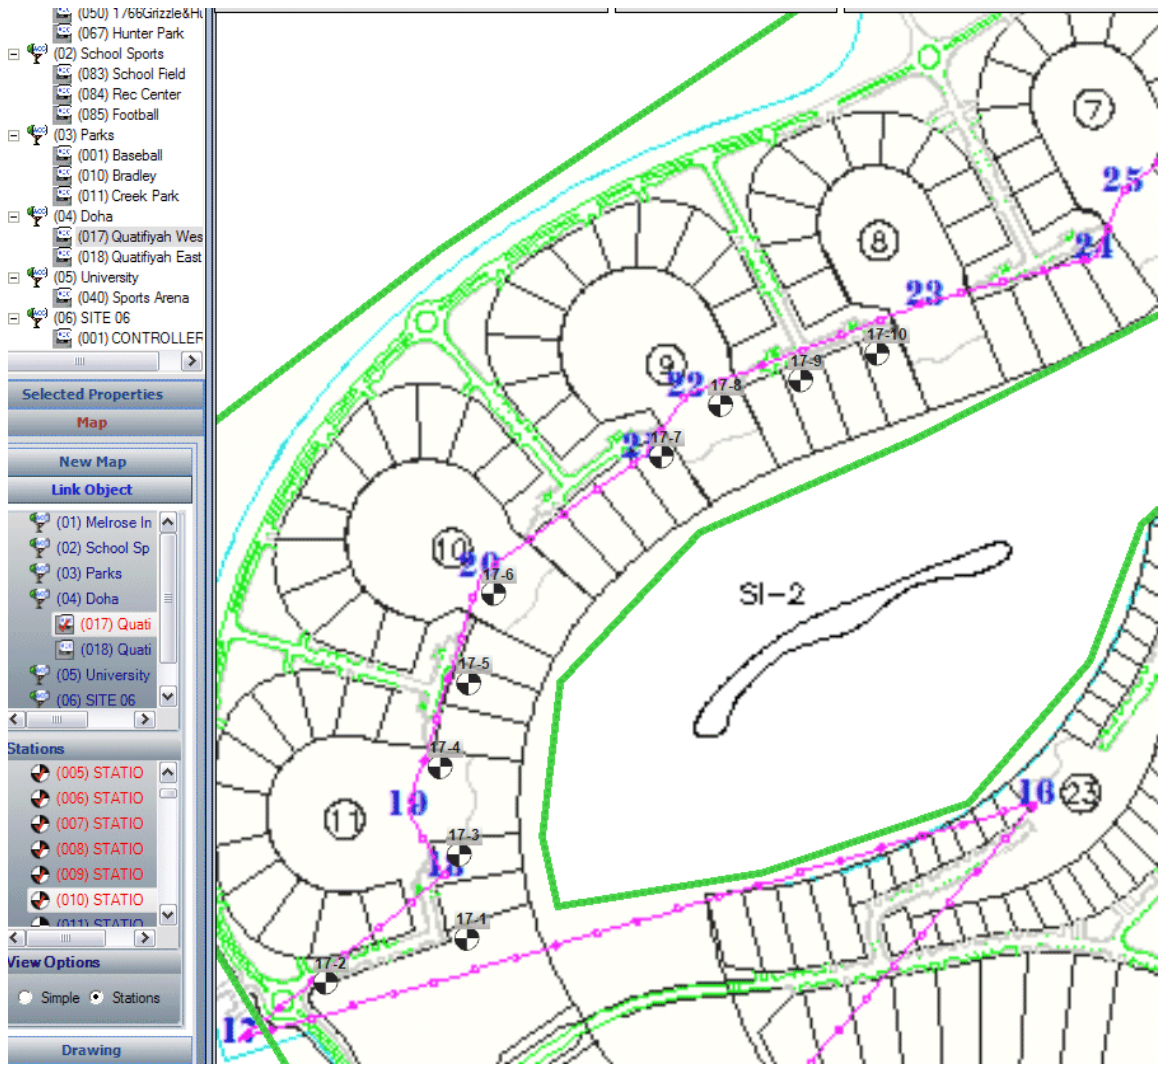 (050) 1766Grizzle&Hu
(067) Hunter Park
(02) School Sports
(083) School Field
(084) Rec Center
(085) Football
(03) Parks
(001) Baseball
(010) Bradley
(011) Creek Park
(04) Doha
(017) Quatifiyah Wes
(018) Quatifiyah East
(05) University
(040) Sports Arena
(06) SITE 06
(001) CONTROLLER
Selected Properties
Map
New Map
Link Object
(01) Melrose In
(02) School Sp
(03) Parks
(04) Doha
(017) Quati
(018) Quati
(05) University
(06) SITE 06
Stations
(005) STATIO
(006) STATIO
(007) STATIO
(008) STATIO
(009) STATIO
(010) STATIO
(011) STATIO
View Options
Simple
Stations
Drawing
7
25
8
24
23
17-10
9
17-9
22
17-8
21
17-7
10
20
17-6
SI-2
17-5
17-4
19
11
16
23
17-3
18
17-1
17-2
17